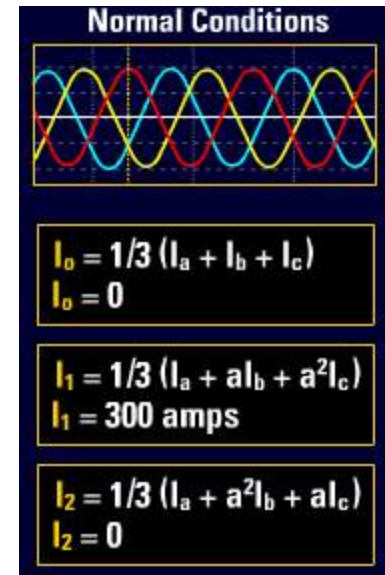 Normal Conditions
I₀ = 1/3 (Iₐ + I_b + I_c)
I₀ = 0
I₁ = 1/3 (Iₐ + aI_b + a²I_c)
I₁ = 300 amps
I₂ = 1/3 (Iₐ + a²I_b + aI_c)
I₂ = 0